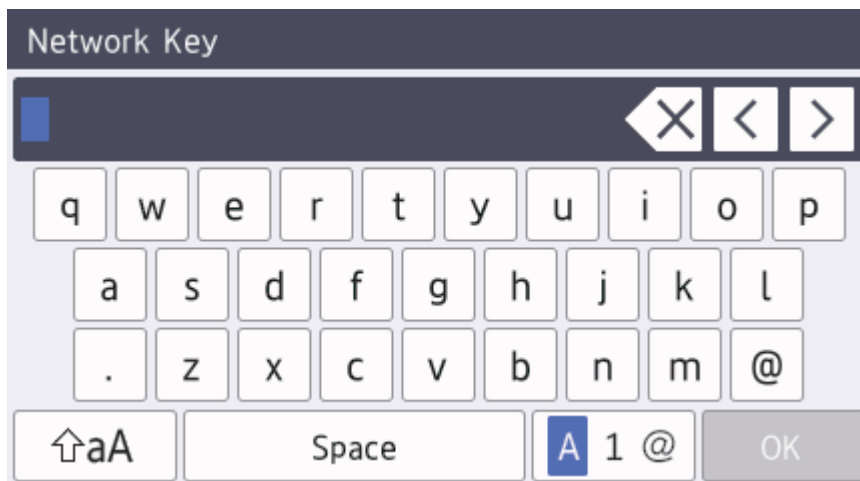 Network Key
q w e r t y u i o p
a s d f g h j k l
. z x c v b n m @
aA Space A 1 @ OK